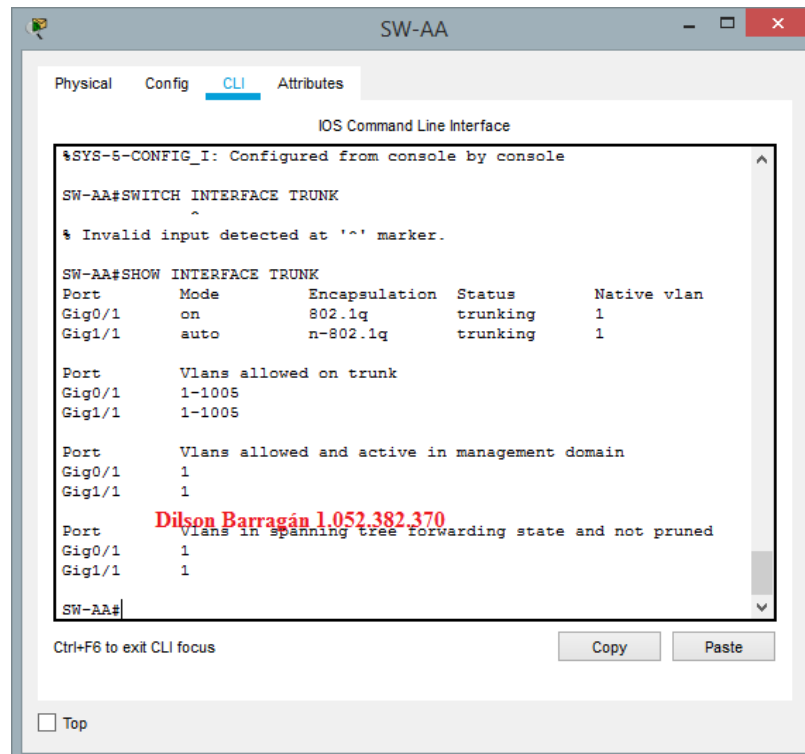 SW-AA
Physical Config CLI Attributes
IOS Command Line Interface
%SYS-5-CONFIG_I: Configured from console by console
SW-AA#SWITCH INTERFACE TRUNK
^
% Invalid input detected at '^' marker.
SW-AA#SHOW INTERFACE TRUNK
Port Mode Encapsulation Status Native vlan
Gig0/1 on 802.1q trunking 1
Gig1/1 auto n-802.1q trunking 1
Port Vlans allowed on trunk
Gig0/1 1-1005
Gig1/1 1-1005
Port Vlans allowed and active in management domain
Gig0/1 1
Gig1/1 1
Dilson Barragán 1.052.382.370
Port Vlans in spanning tree forwarding state and not pruned
Gig0/1 1
Gig1/1 1
SW-AA#
Ctrl+F6 to exit CLI focus
Copy Paste
Top